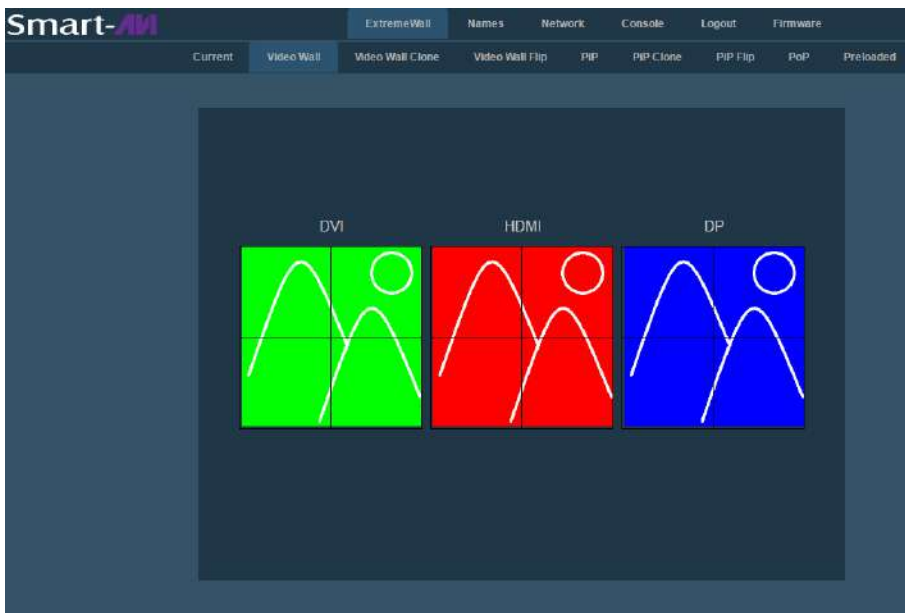 Smart-AVI
ExtremeWall Names Network Console Logout Firmware
Current Video Wall Video Wall Clone Video Wall Flip PiP PiP Clone PiP Flip PoP Preloaded
DVI HDMI DP